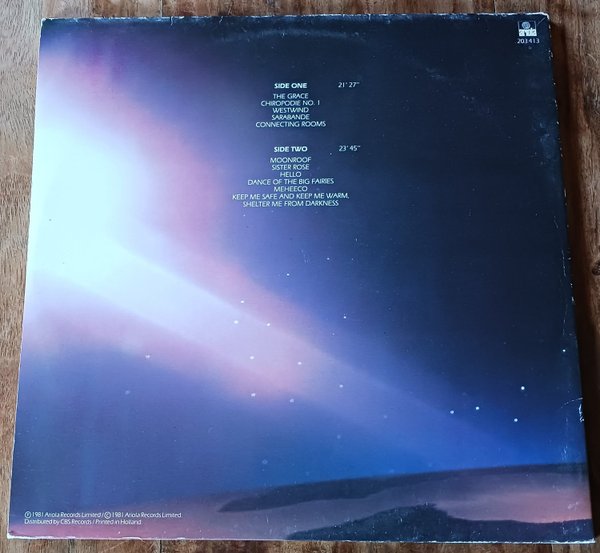 203 413
SIDE ONE 21' 27"
THE GRACE
CHIROPODIE NO. 1
WESTWIND
SARABANDE
CONNECTING ROOMS
SIDE TWO 23' 45"
MOONROOF
SISTER ROSE
HELLO
DANCE OF THE BIG FAIRIES
MEHEECO
KEEP ME SAFE AND KEEP ME WARM,
SHELTER ME FROM DARKNESS
Ⓟ 1981 Ariola Records Limited / © 1981 Ariola Records Limited.
Distributed by CBS Records / Printed in Holland